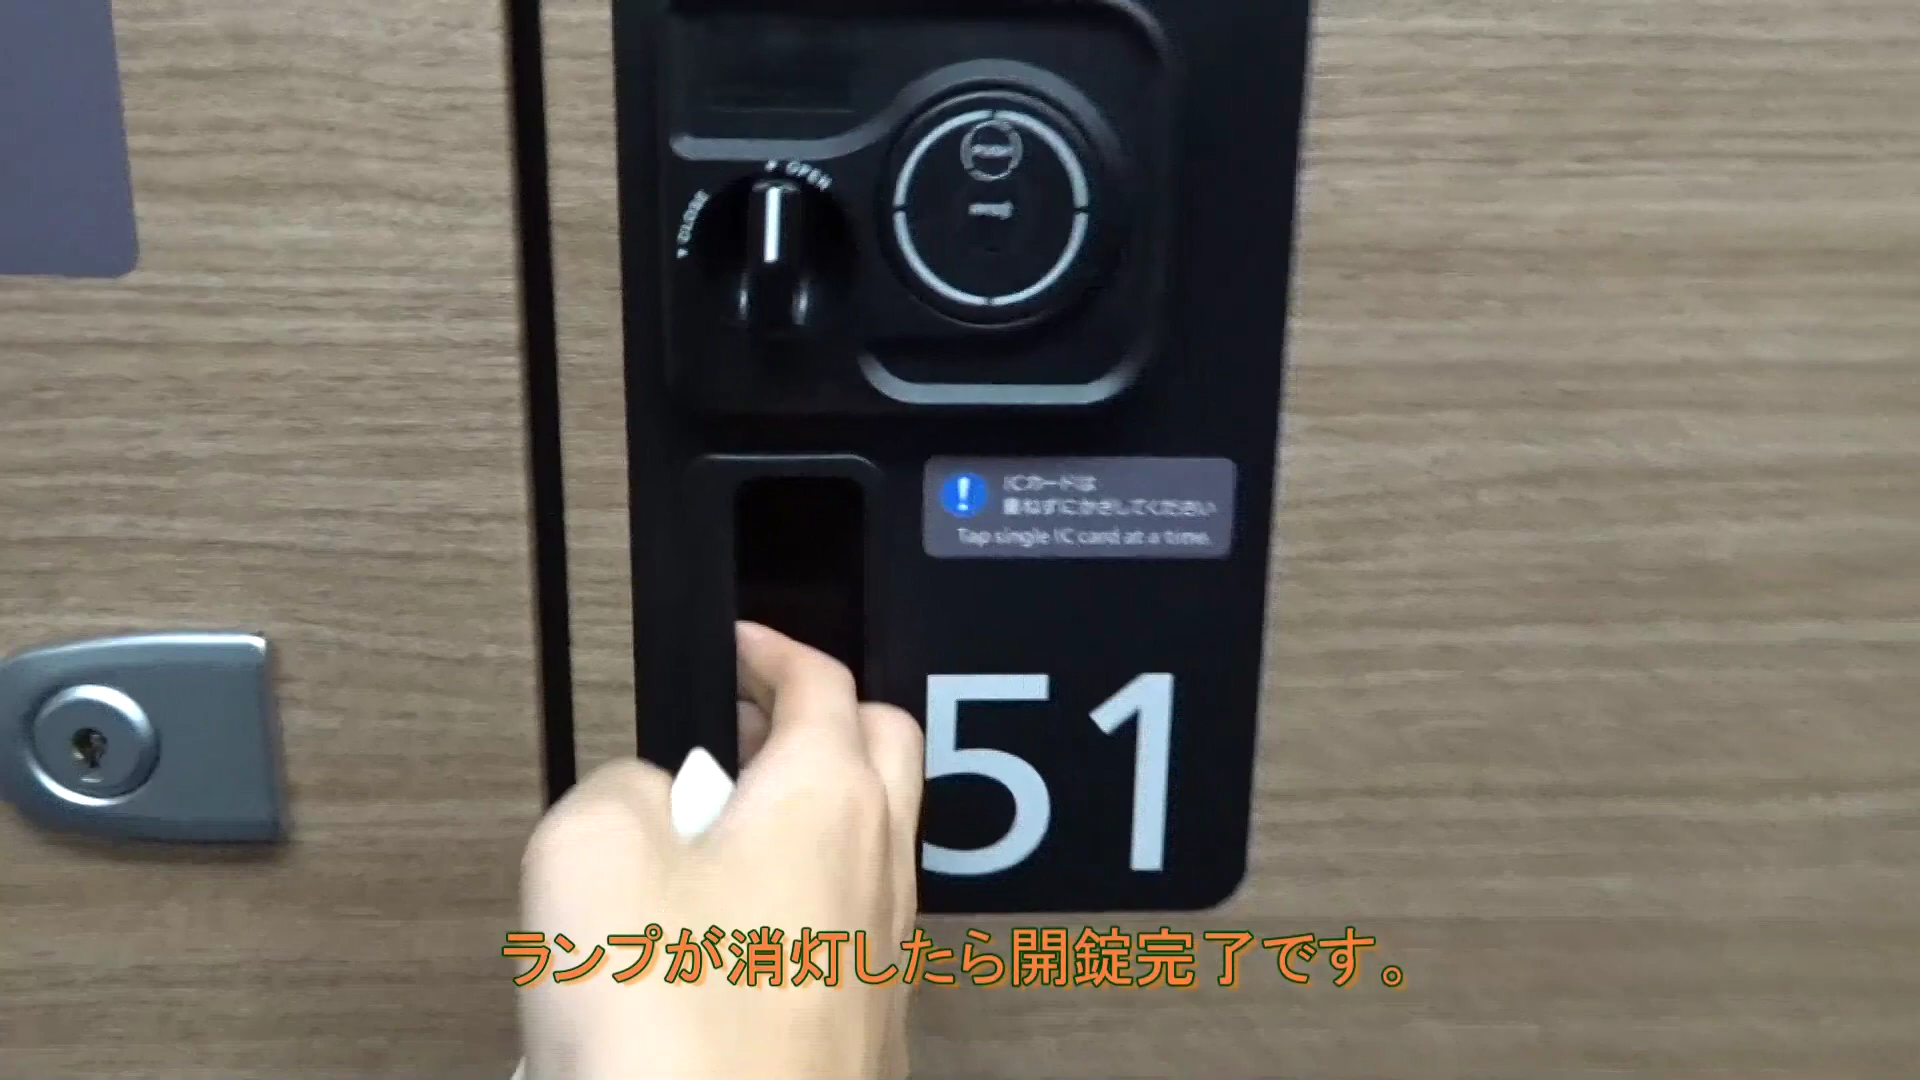 OPEN
CLOSE
PUSH
ICカードは
重ねずにかざしてください
Tap single IC card at a time.
51
ランプが消灯したら開錠完了です。